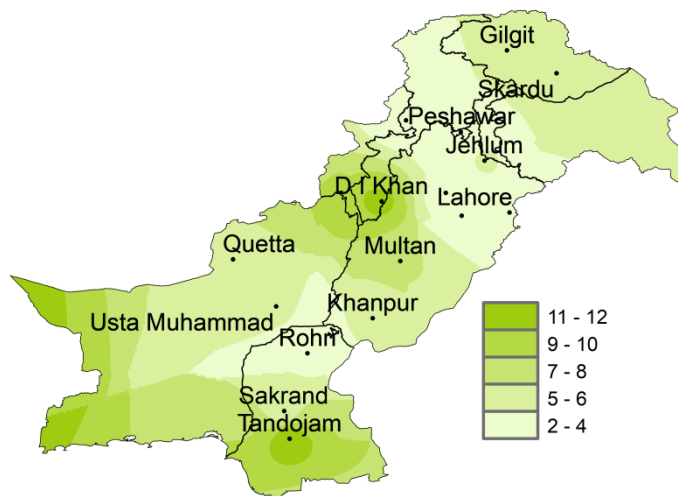 Gilgit
Skardu
Peshawar
Jehlum
D I Khan
Lahore
Quetta
Multan
Usta Muhammad
Khanpur
Rohri
Sakrand
Tandojam
11 - 12
9 - 10
7 - 8
5 - 6
2 - 4